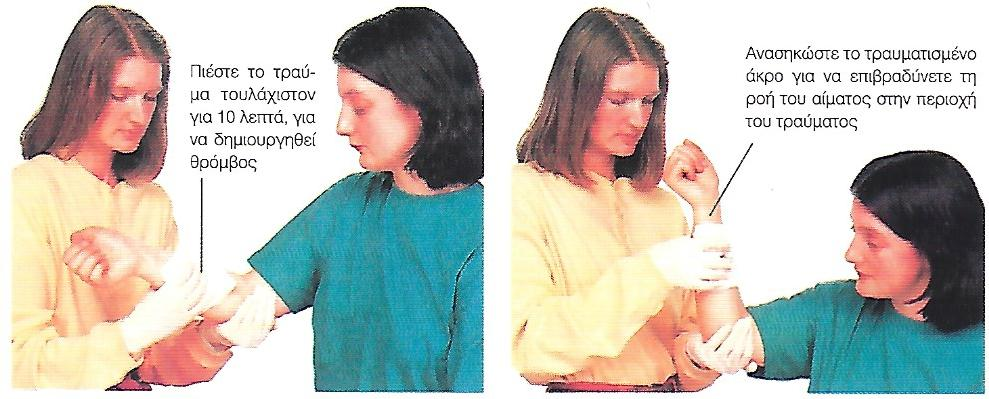 Πιέστε το τραύ-
μα τουλάχιστον
για 10 λεπτά, για
να δημιουργηθεί
θρόμβος
Ανασηκώστε το τραυματισμένο
άκρο για να επιβραδύνετε τη
ροή του αίματος στην περιοχή
του τραύματος